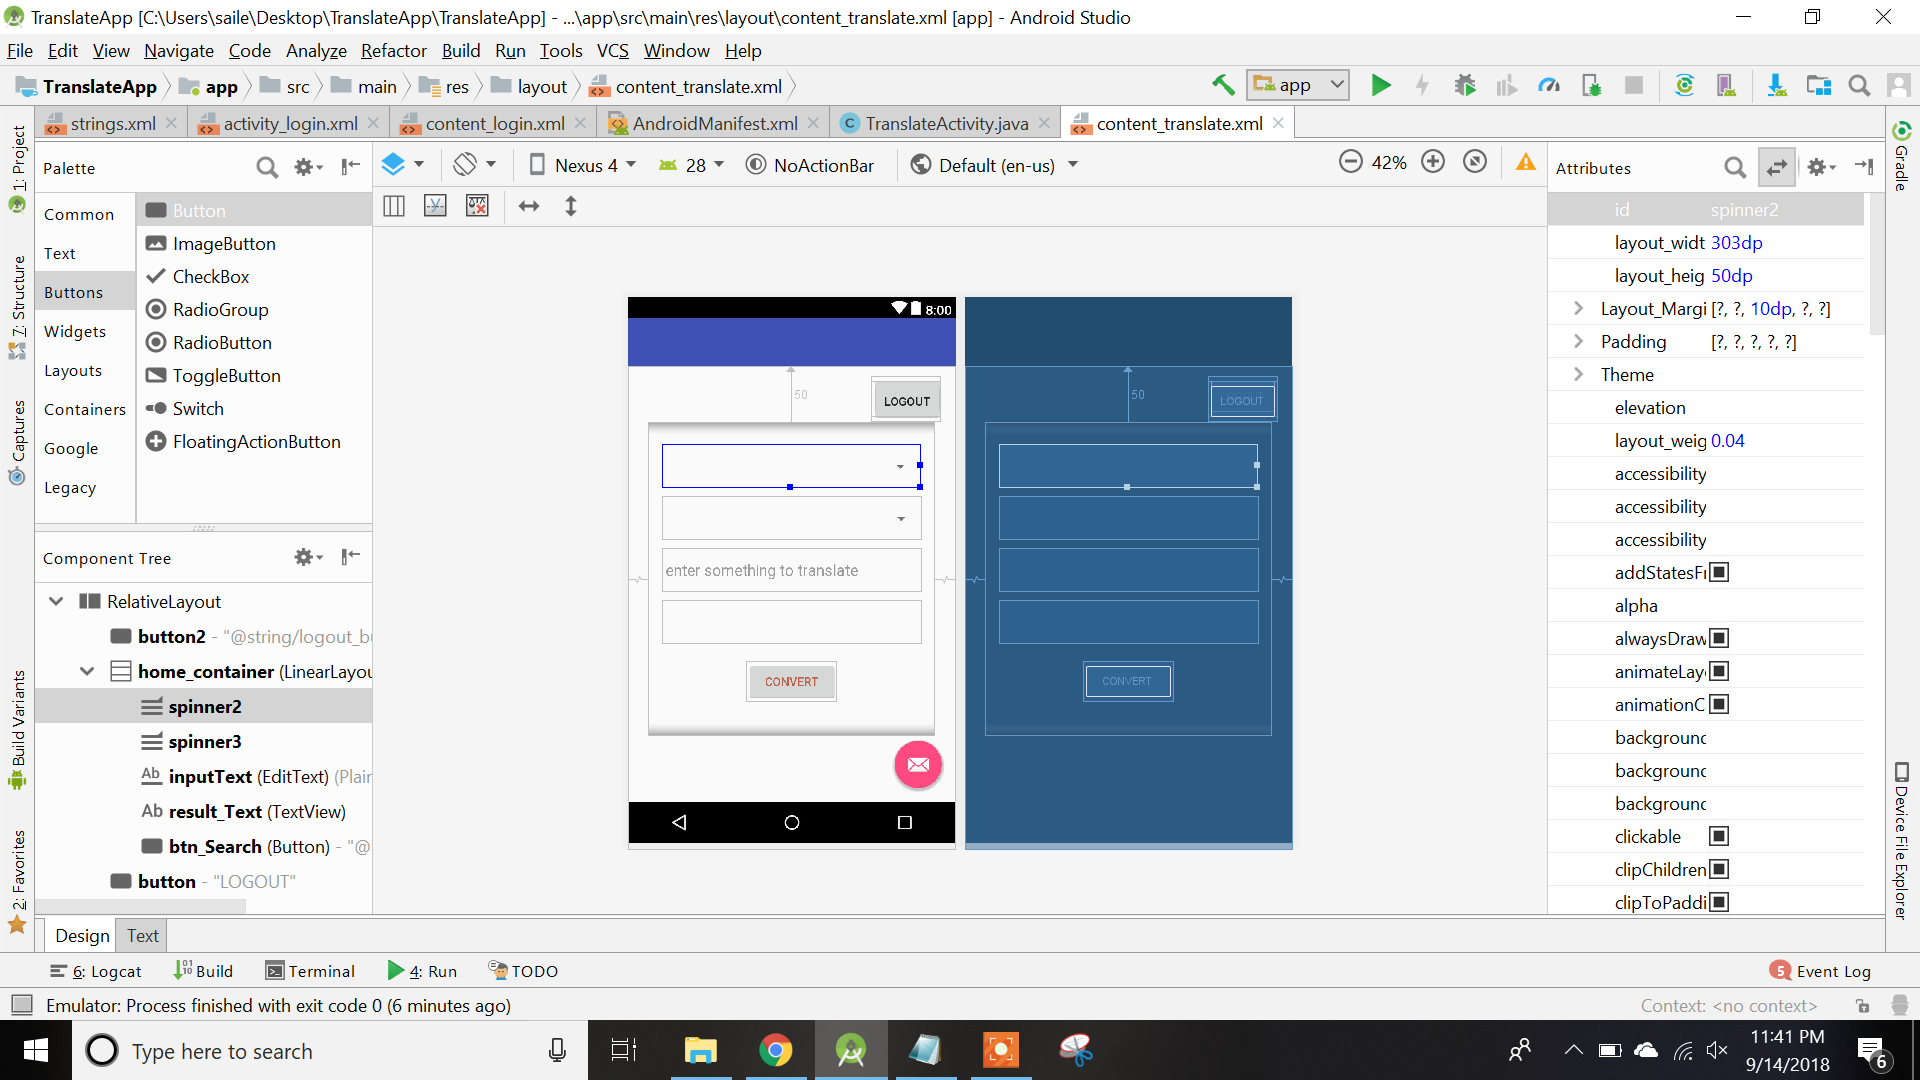 TranslateApp [C:\Users\saile\Desktop\TranslateApp\TranslateApp] - ...\app\src\main\res\layout\content_translate.xml [app] - Android Studio
File Edit View Navigate Code Analyze Refactor Build Run Tools VCS Window Help
TranslateApp app src main res layout content_translate.xml app
strings.xml activity_login.xml content_login.xml AndroidManifest.xml TranslateActivity.java content_translate.xml
1: Project
7: Structure
Captures
Build Variants
2: Favorites
Palette
Common
Text
Buttons
Widgets
Layouts
Containers
Google
Legacy
Button
ImageButton
CheckBox
RadioGroup
RadioButton
ToggleButton
Switch
FloatingActionButton
Component Tree
RelativeLayout
button2 - "@string/logout_bu
home_container (LinearLayou
spinner2
spinner3
inputText (EditText) (Plain
result_Text (TextView)
btn_Search (Button) - "@
button - "LOGOUT"
Nexus 4 28 NoActionBar Default (en-us) 42%
8:00
50
LOGOUT
enter something to translate
CONVERT
50
LOGOUT
CONVERT
Attributes
id spinner2
layout_widt 303dp
layout_heig 50dp
Layout_Margi [?, ?, 10dp, ?, ?]
Padding [?, ?, ?, ?, ?]
Theme
elevation
layout_weig 0.04
accessibility
accessibility
accessibility
addStatesFr
alpha
alwaysDraw
animateLay
animationC
background
background
background
clickable
clipChildren
clipToPaddi
Gradle
Device File Explorer
Design Text
6: Logcat Build Terminal 4: Run TODO 5 Event Log
Emulator: Process finished with exit code 0 (6 minutes ago) Context: <no context>
Type here to search
11:41 PM
9/14/2018
6